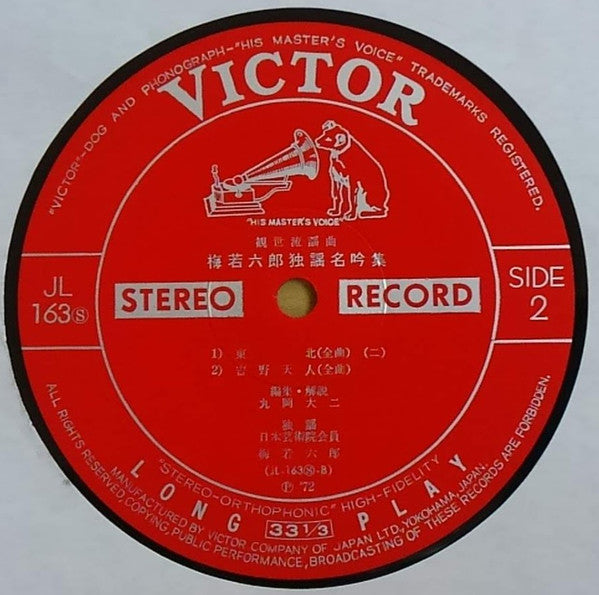 "VICTOR"-DOG AND PHONOGRAPH-"HIS MASTER'S VOICE" TRADEMARKS REGISTERED.
VICTOR
"HIS MASTER'S VOICE"
観世流謡曲
梅若六郎独謡名吟集
JL
163Ⓢ
STEREO RECORD
SIDE
2
1) 東 北(全曲) (二)
2) 吉野天人(全曲)
編集・解説
丸岡大二
独謡
日本芸術院会員
梅若六郎
(JL-163Ⓢ-B)
Ⓟ '72
"STEREO-ORTHOPHONIC" HIGH-FIDELITY
LONG 33 1/3 PLAY
MANUFACTURED BY VICTOR COMPANY OF JAPAN LTD., YOKOHAMA, JAPAN.
ALL RIGHTS RESERVED, COPYING, PUBLIC PERFORMANCE, BROADCASTING OF THESE RECORDS ARE FORBIDDEN.